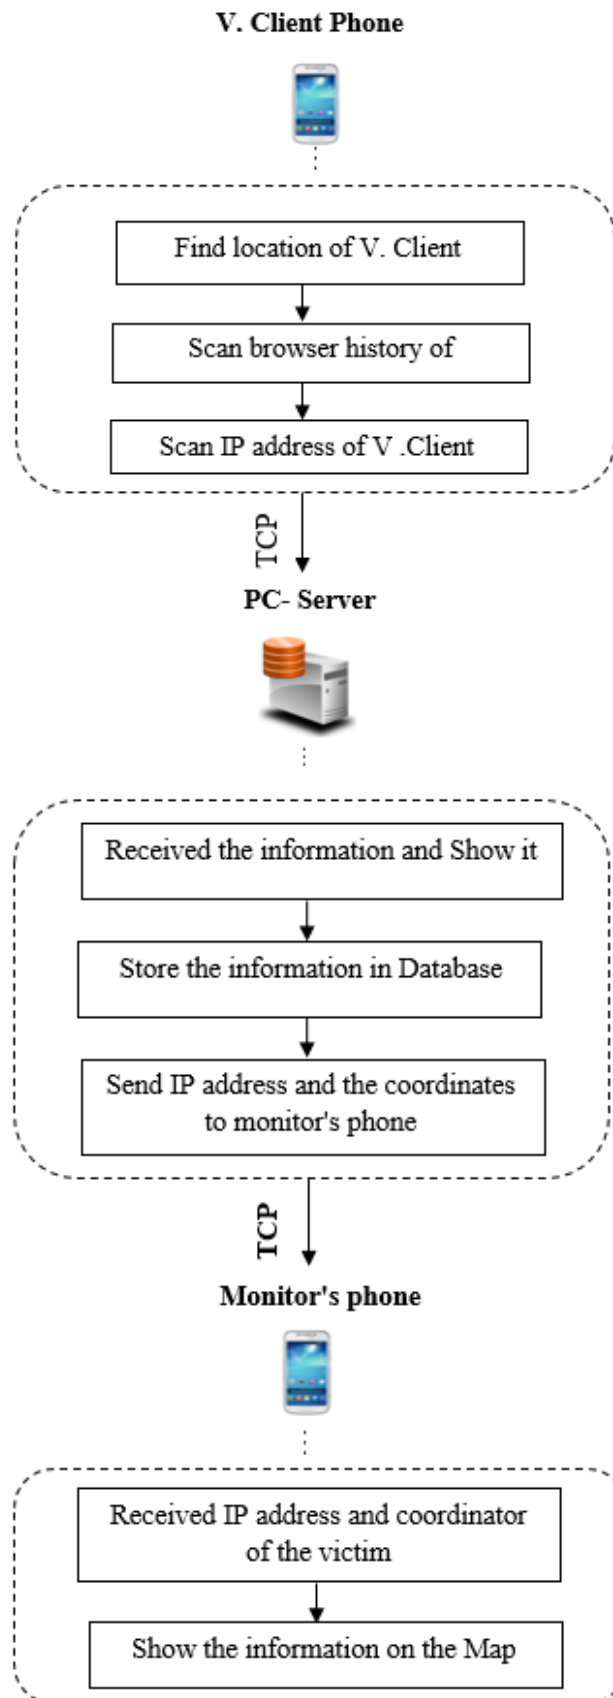 V. Client Phone
Find location of V. Client
Scan browser history of
Scan IP address of V .Client
TCP
PC- Server
Received the information and Show it
Store the information in Database
Send IP address and the coordinates
to monitor's phone
TCP
Monitor's phone
Received IP address and coordinator
of the victim
Show the information on the Map